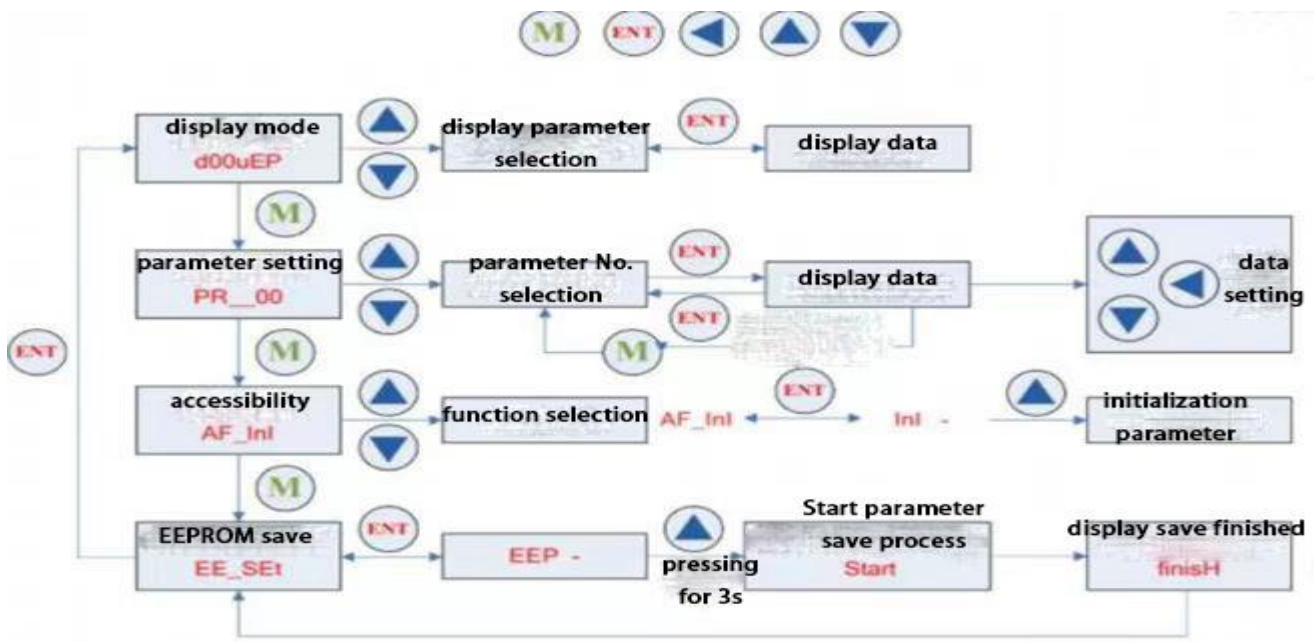 M ENT
display mode
d00uEP
display parameter
selection
ENT
display data
M
parameter setting
PR__00
parameter No.
selection
ENT
display data
data
setting
ENT
M
ENT
M
accessibility
AF_InI
function selection
AF_InI
ENT
InI -
initialization
parameter
M
EEPROM save
EE_SEt
ENT
EEP -
pressing
for 3s
Start parameter
save process
Start
display save finished
finisH